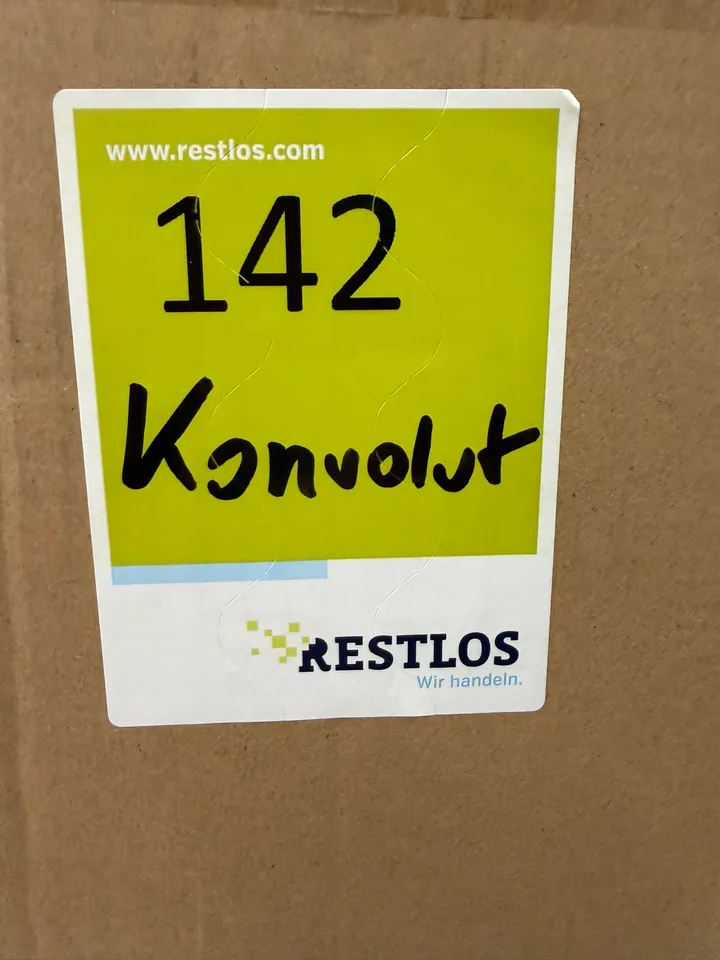 www.restlos.com
142
Konvolut
RESTLOS
Wir handeln.